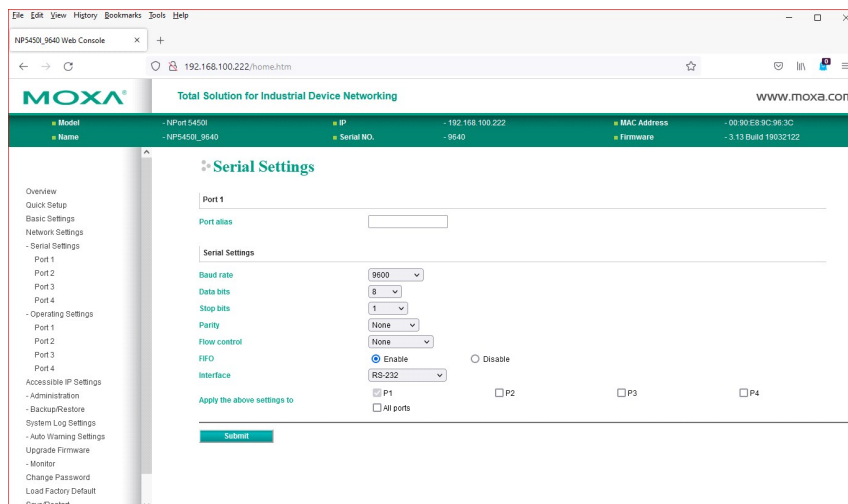 File Edit View History Bookmarks Tools Help
NP5450I_9640 Web Console
192.168.100.222/home.htm
MOXA®
Total Solution for Industrial Device Networking
www.moxa.com
Model - NPort 5450I IP - 192.168.100.222 MAC Address - 00:90:E8:9C:96:3C
Name - NP5450I_9640 Serial NO. - 9640 Firmware - 3.13 Build 19032122
Overview
Quick Setup
Basic Settings
Network Settings
- Serial Settings
Port 1
Port 2
Port 3
Port 4
- Operating Settings
Port 1
Port 2
Port 3
Port 4
Accessible IP Settings
- Administration
- Backup/Restore
System Log Settings
- Auto Warning Settings
Upgrade Firmware
- Monitor
Change Password
Load Factory Default
Save/Restart
Serial Settings
Port 1
Port alias
Serial Settings
Baud rate 9600
Data bits 8
Stop bits 1
Parity None
Flow control None
FIFO Enable Disable
Interface RS-232
Apply the above settings to P1 P2 P3 P4
All ports
Submit